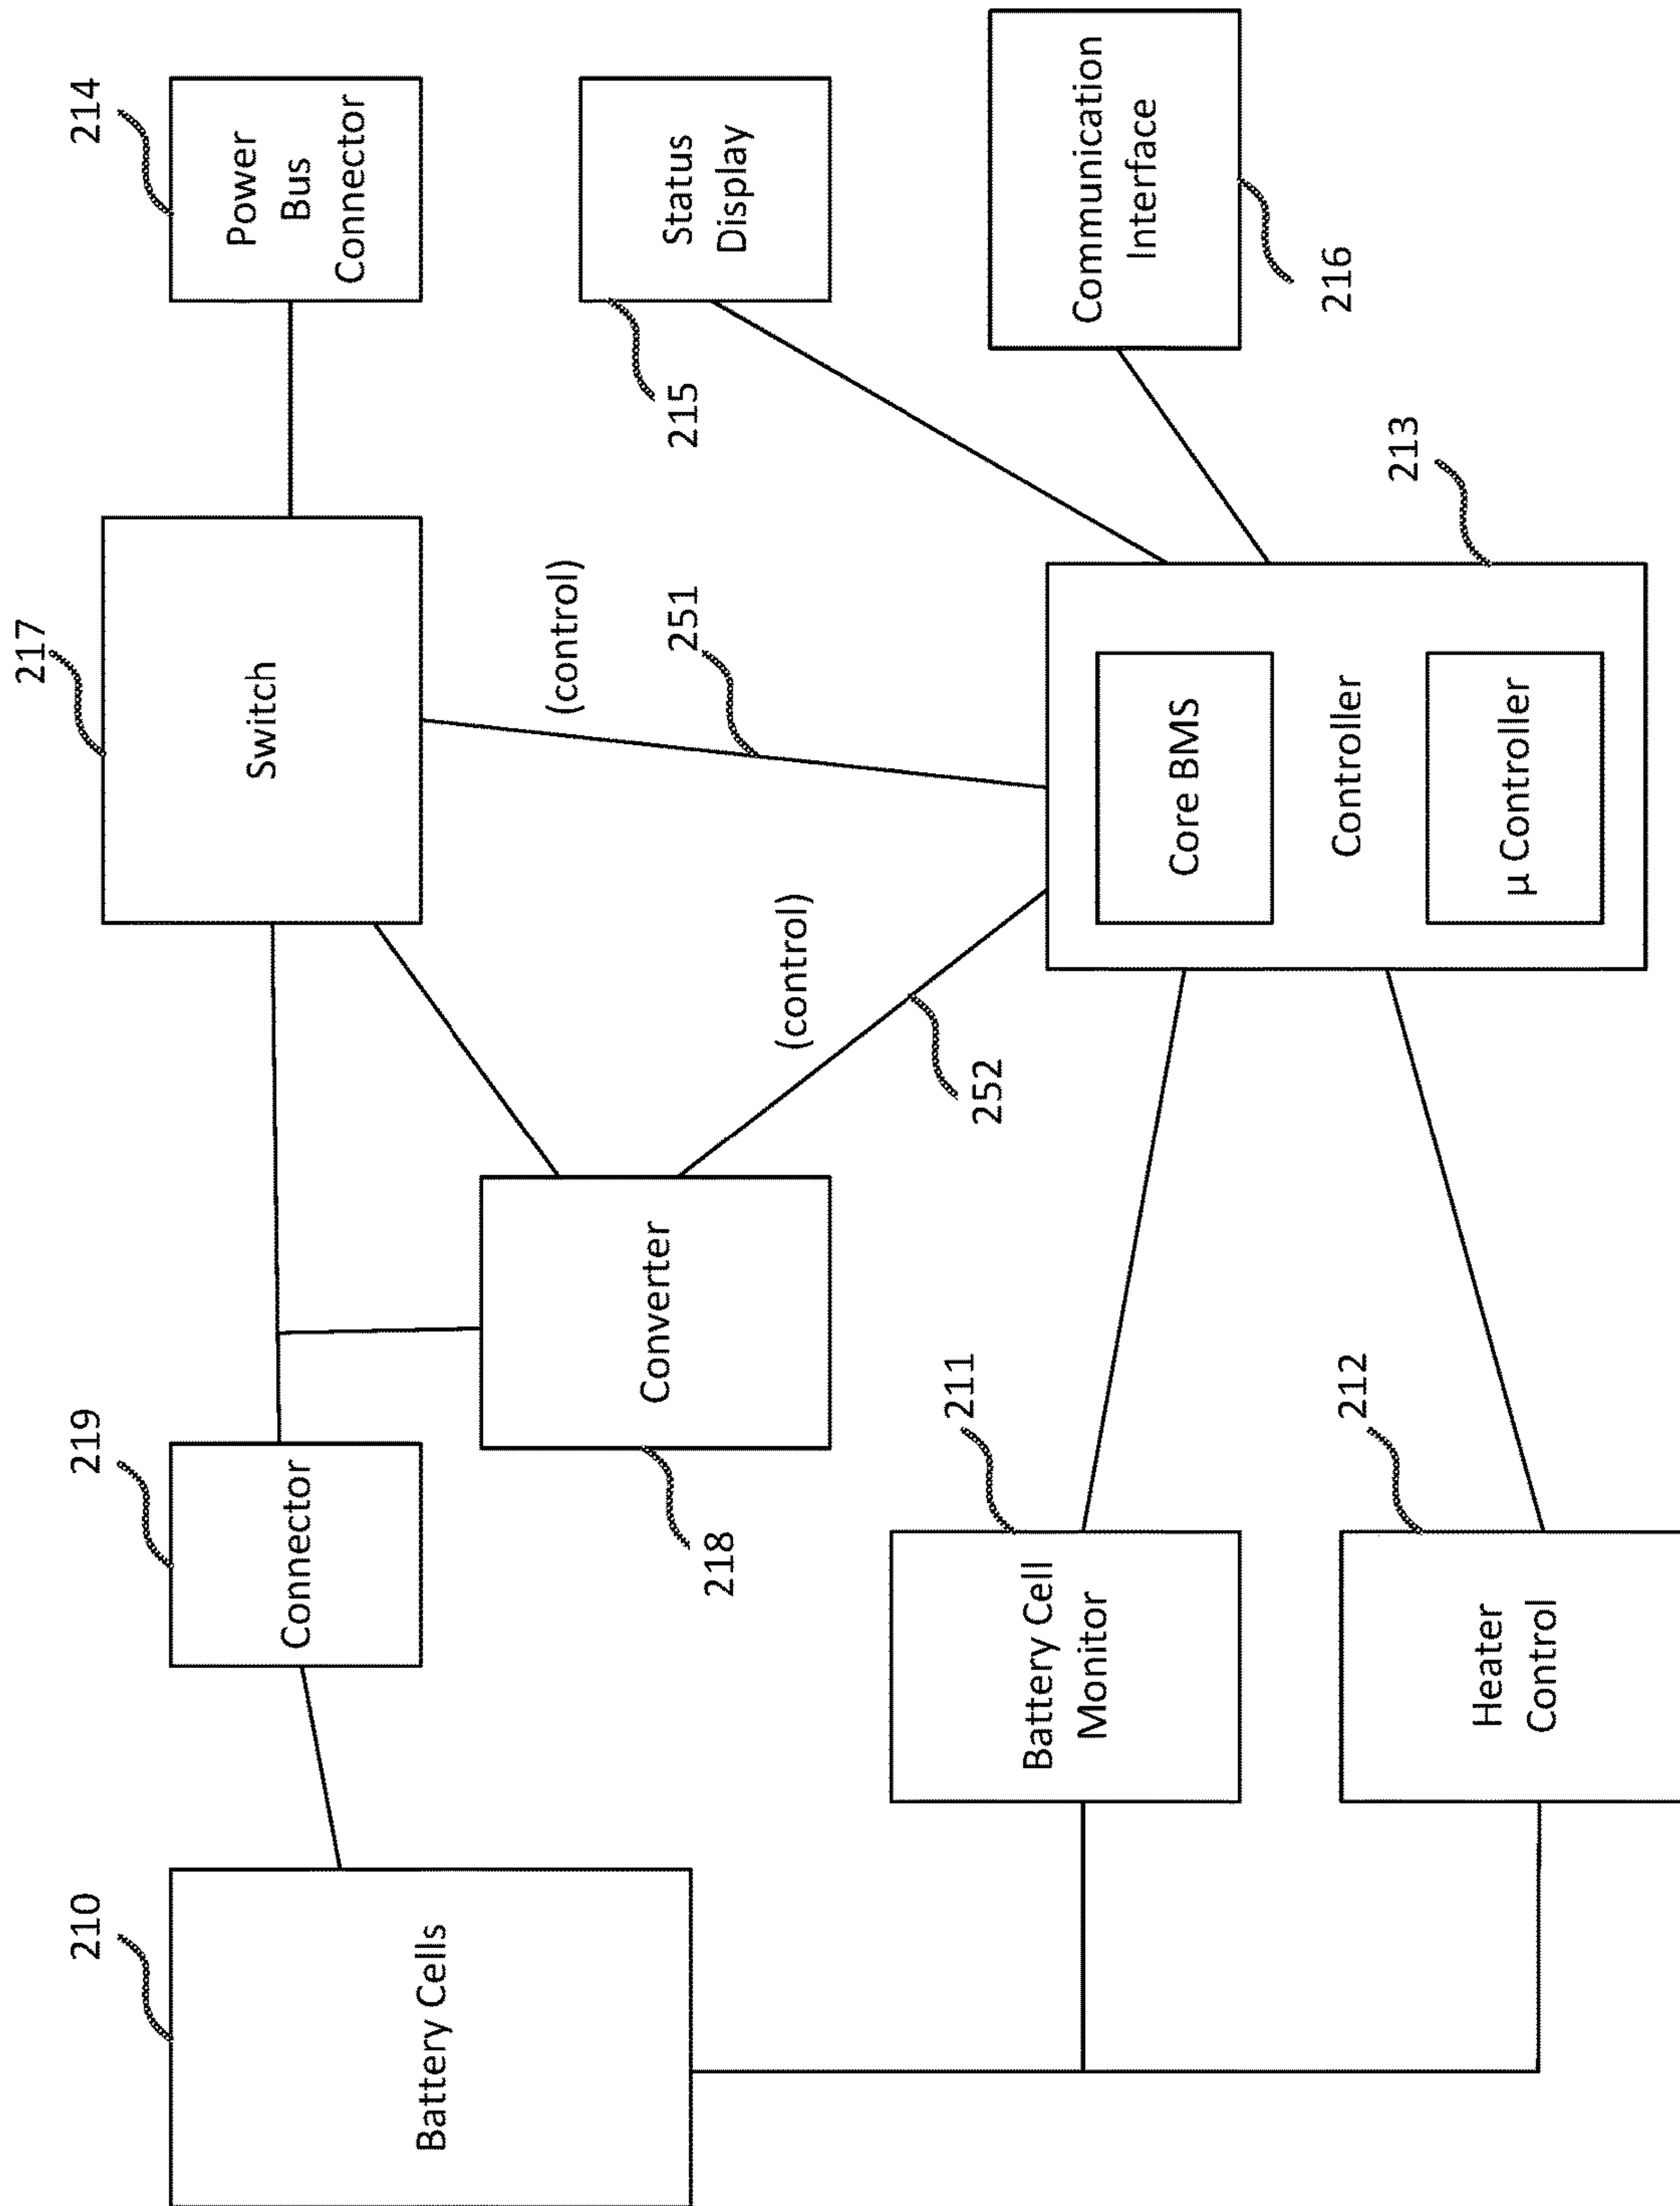 210
Battery Cells
219
Connector
217
Switch
214
Power
Bus
Connector
Converter
218
(control)
251
(control)
252
215
Status
Display
211
Battery Cell
Monitor
212
Heater
Control
213
Core BMS
Controller
µ Controller
Communication
Interface
216